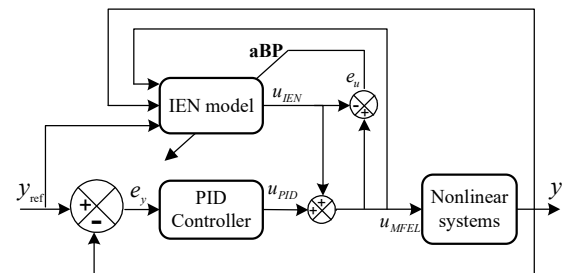 aBP
e_u
IEN model
u_IEN
-
+
y_ref
+
-
e_y
PID
Controller
u_PID
+
+
u_MFEL
Nonlinear
systems
y